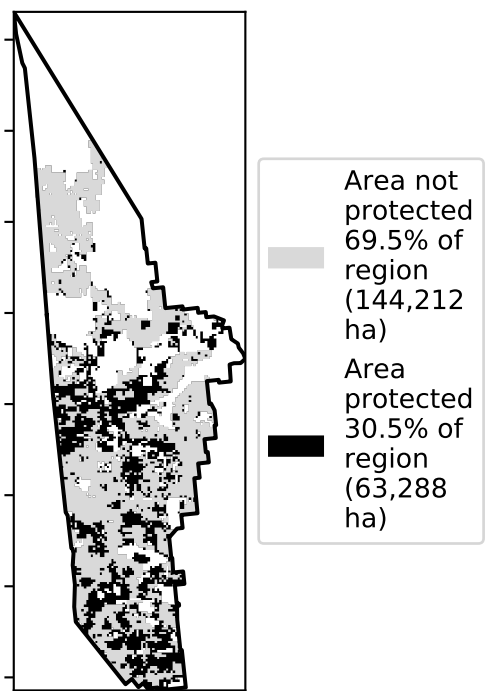 Area not
protected
69.5% of
region
(144,212
ha)
Area
protected
30.5% of
region
(63,288
ha)